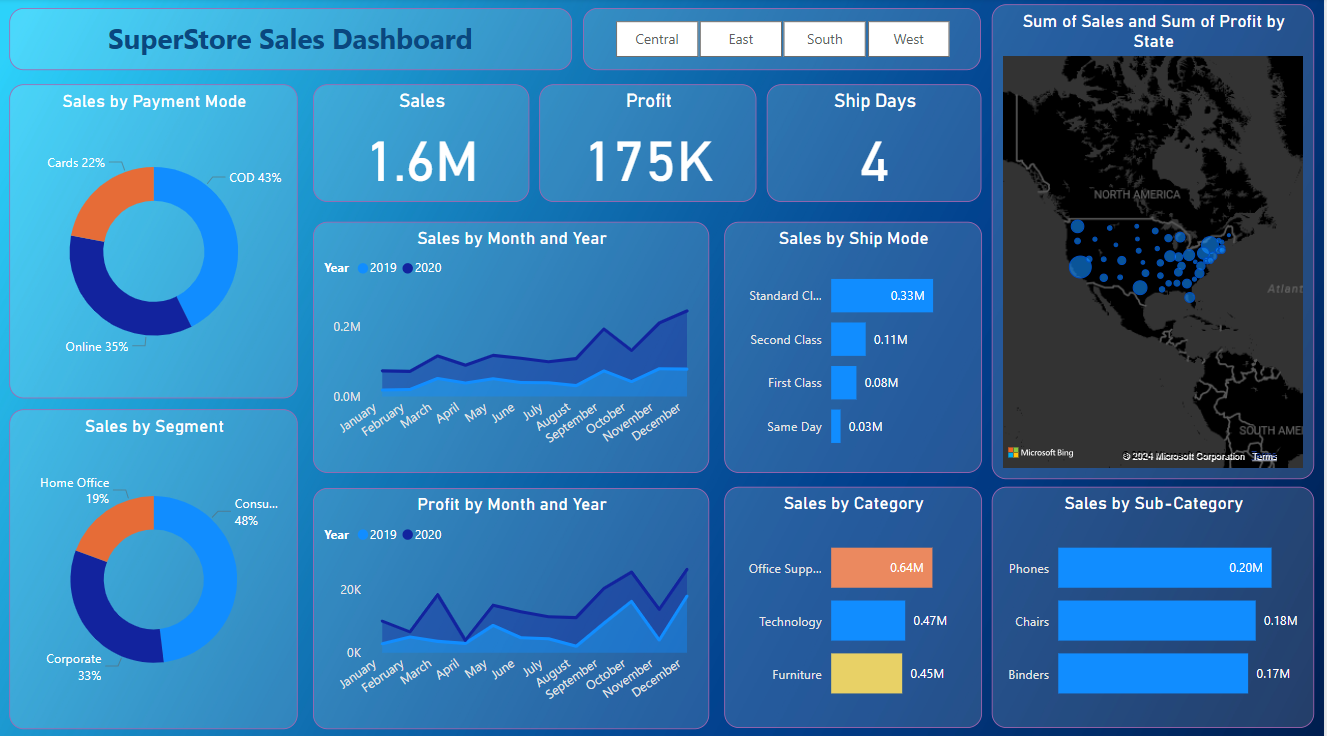 SuperStore Sales Dashboard
Central
East
South
West
Sum of Sales and Sum of Profit by
State
NORTH AMERICA
Atlant
SOUTH AME
Microsoft Bing
© 2024 Microsoft Corporation Terms
Sales by Payment Mode
Cards 22%
COD 43%
Online 35%
Sales
1.6M
Profit
175K
Ship Days
4
Sales by Month and Year
Year 2019 2020
0.2M
0.0M
January
February
March
April
May
June
July
August
September
October
November
December
Sales by Ship Mode
Standard Cl... 0.33M
Second Class 0.11M
First Class 0.08M
Same Day 0.03M
Sales by Segment
Home Office
19%
Consu...
48%
Corporate
33%
Profit by Month and Year
Year 2019 2020
20K
0K
January
February
March
April
May
June
July
August
September
October
November
December
Sales by Category
Office Supp... 0.64M
Technology 0.47M
Furniture 0.45M
Sales by Sub-Category
Phones 0.20M
Chairs 0.18M
Binders 0.17M